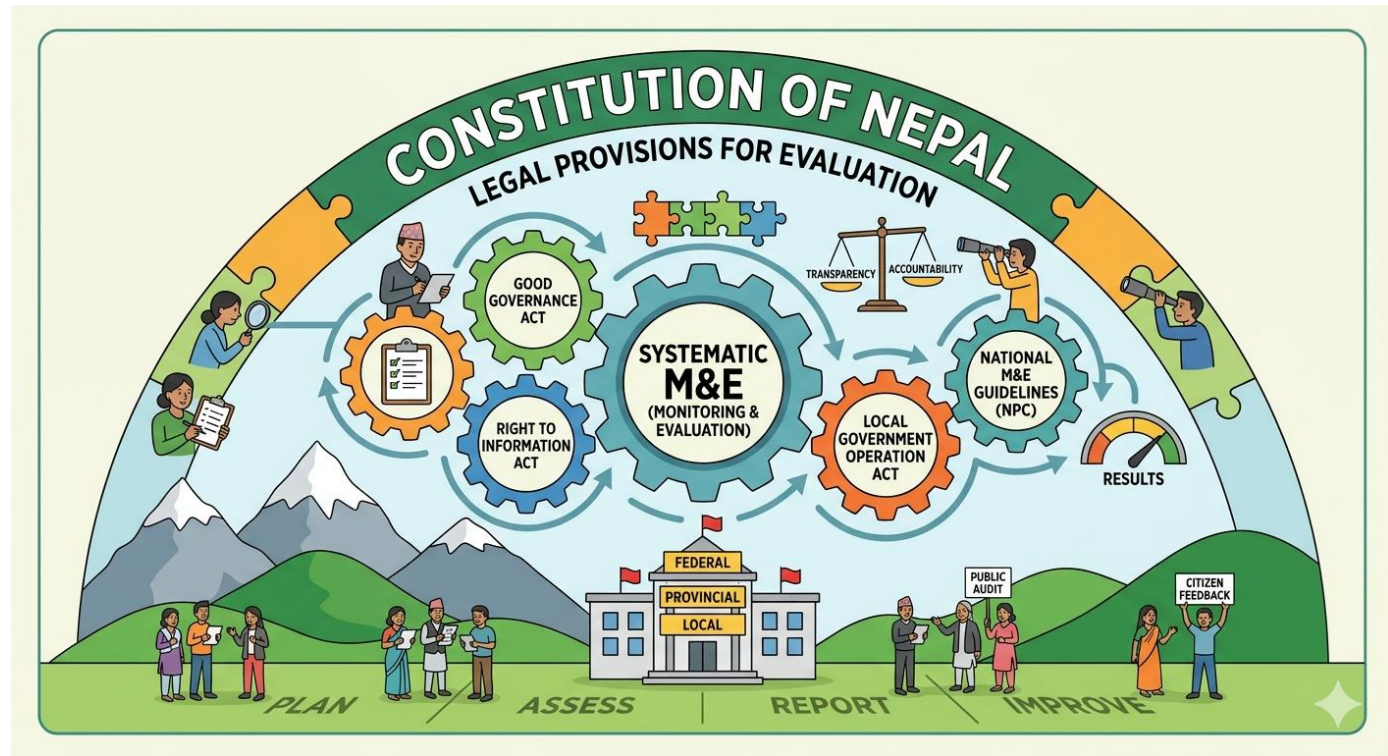 CONSTITUTION OF NEPAL
LEGAL PROVISIONS FOR EVALUATION
GOOD
GOVERNANCE
ACT
RIGHT TO
INFORMATION
ACT
SYSTEMATIC
M&E
(MONITORING &
EVALUATION)
TRANSPARENCY
ACCOUNTABILITY
LOCAL
GOVERNMENT
OPERATION
ACT
NATIONAL
M&E
GUIDELINES
(NPC)
RESULTS
FEDERAL
PROVINCIAL
LOCAL
PUBLIC
AUDIT
CITIZEN
FEEDBACK
PLAN
ASSESS
REPORT
IMPROVE